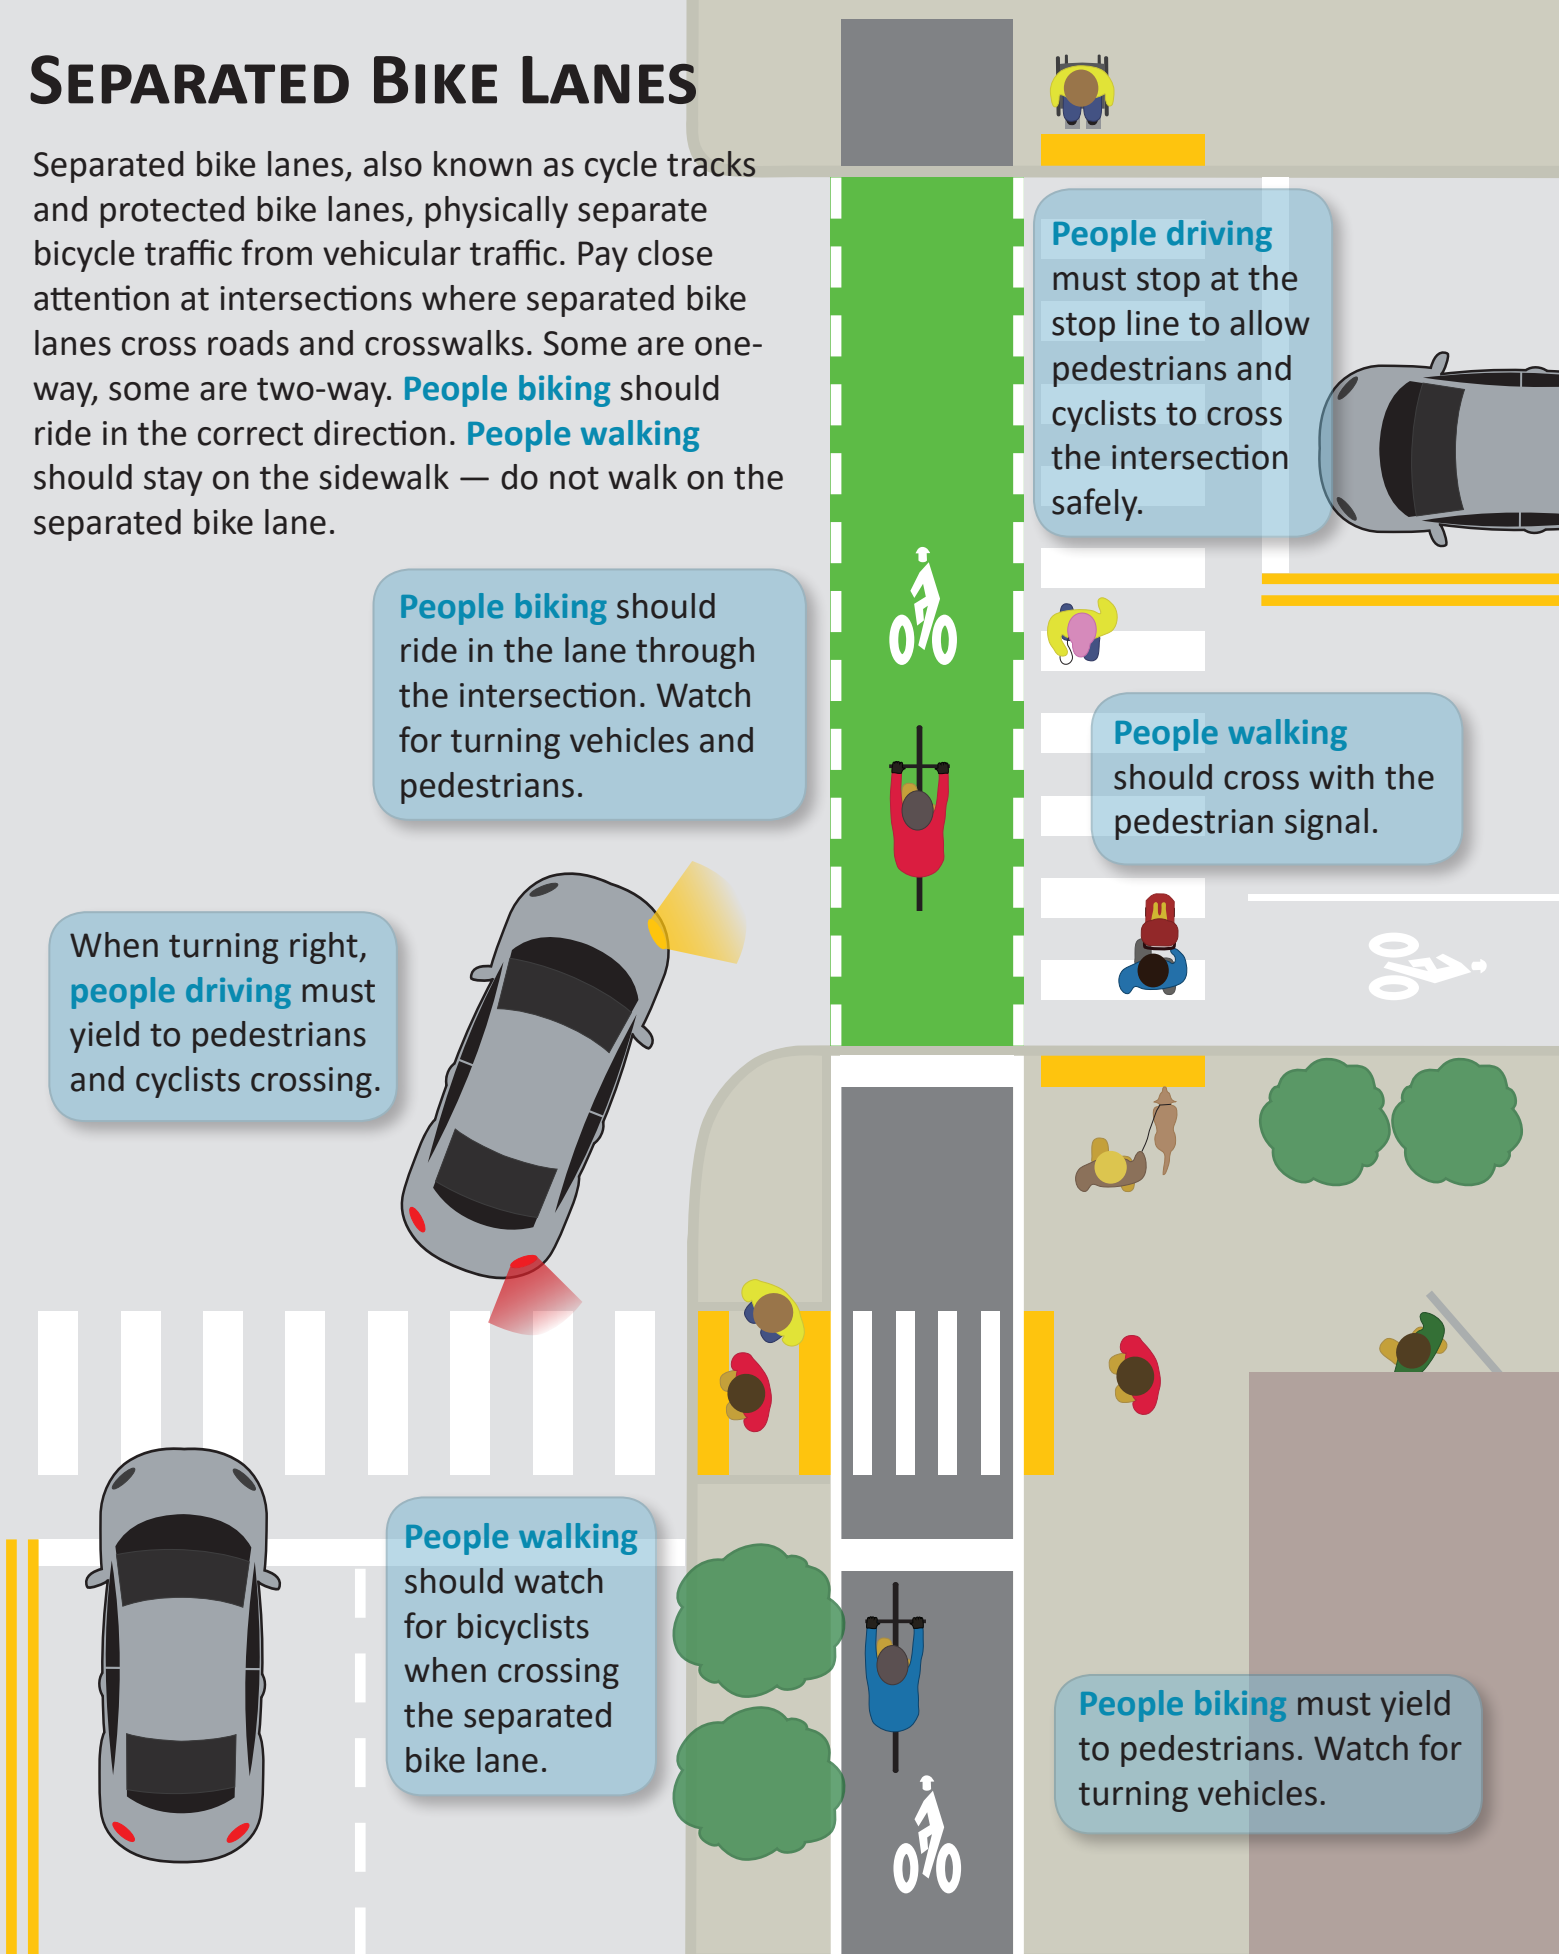 SEPARATED BIKE LANES
Separated bike lanes, also known as cycle tracks
and protected bike lanes, physically separate
bicycle traffic from vehicular traffic. Pay close
attention at intersections where separated bike
lanes cross roads and crosswalks. Some are one-
way, some are two-way. People biking should
ride in the correct direction. People walking
should stay on the sidewalk — do not walk on the
separated bike lane.
People driving
must stop at the
stop line to allow
pedestrians and
cyclists to cross
the intersection
safely.
People biking should
ride in the lane through
the intersection. Watch
for turning vehicles and
pedestrians.
People walking
should cross with the
pedestrian signal.
When turning right,
people driving must
yield to pedestrians
and cyclists crossing.
People walking
should watch
for bicyclists
when crossing
the separated
bike lane.
People biking must yield
to pedestrians. Watch for
turning vehicles.